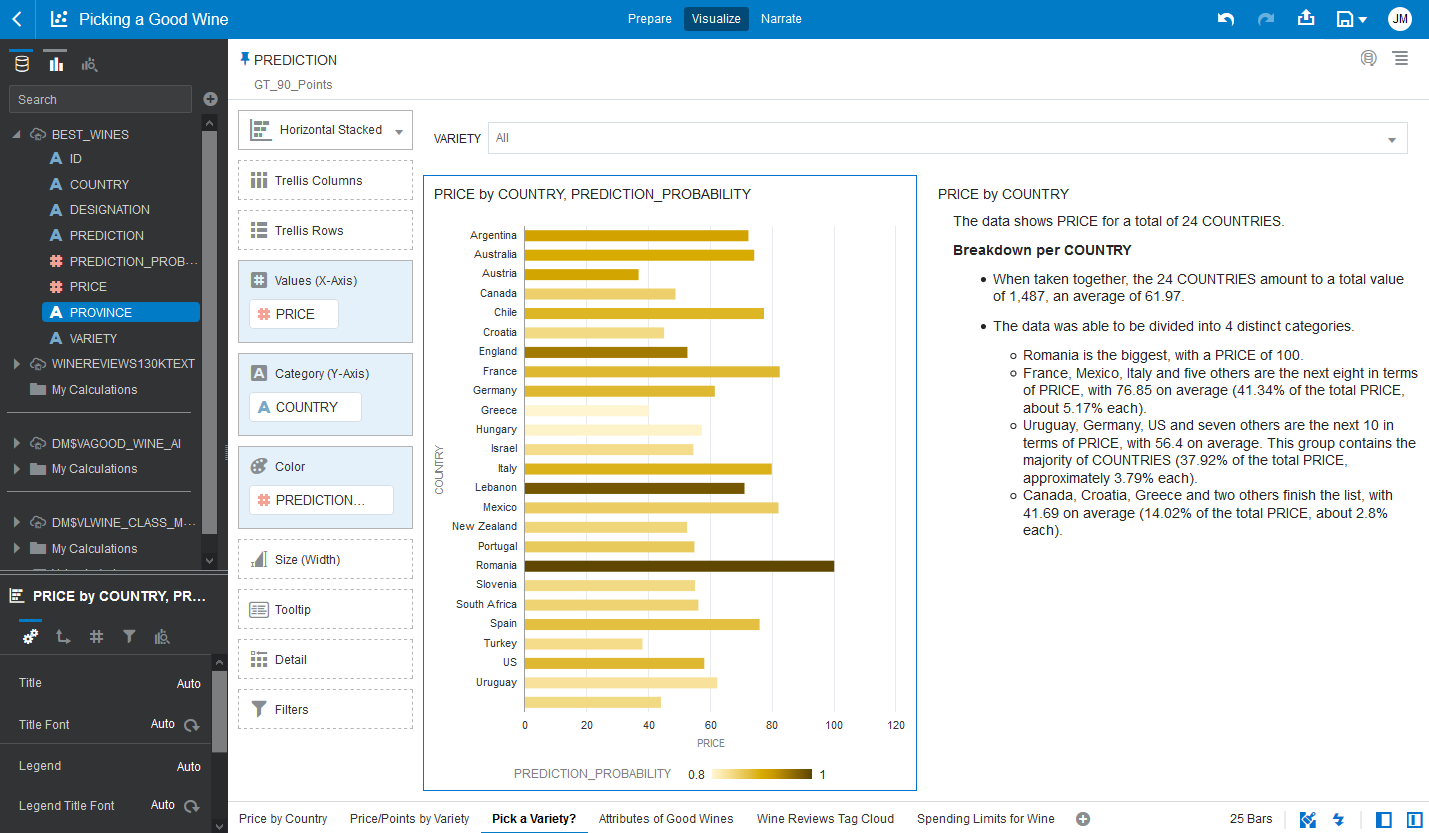 Picking a Good Wine
Prepare
Visualize
Narrate
JM
Search
BEST_WINES
ID
COUNTRY
DESIGNATION
PREDICTION
PREDICTION_PROB...
PRICE
PROVINCE
VARIETY
WINEREVIEWS130KTEXT
My Calculations
DM$VAGOOD_WINE_AI
My Calculations
DM$VLWINE_CLASS_M...
My Calculations
PRICE by COUNTRY, PR...
Title
Auto
Title Font
Auto
Legend
Auto
Legend Title Font
Auto
PREDICTION
GT_90_Points
Horizontal Stacked
Trellis Columns
Trellis Rows
Values (X-Axis)
PRICE
Category (Y-Axis)
COUNTRY
Color
PREDICTION...
Size (Width)
Tooltip
Detail
Filters
VARIETY
All
PRICE by COUNTRY, PREDICTION_PROBABILITY
COUNTRY
Argentina
Australia
Austria
Canada
Chile
Croatia
England
France
Germany
Greece
Hungary
Israel
Italy
Lebanon
Mexico
New Zealand
Portugal
Romania
Slovenia
South Africa
Spain
Turkey
US
Uruguay
0 20 40 60 80 100 120
PRICE
PREDICTION_PROBABILITY 0.8 1
PRICE by COUNTRY
The data shows PRICE for a total of 24 COUNTRIES.
Breakdown per COUNTRY
When taken together, the 24 COUNTRIES amount to a total value
of 1,487, an average of 61.97.
The data was able to be divided into 4 distinct categories.
Romania is the biggest, with a PRICE of 100.
France, Mexico, Italy and five others are the next eight in terms
of PRICE, with 76.85 on average (41.34% of the total PRICE,
about 5.17% each).
Uruguay, Germany, US and seven others are the next 10 in
terms of PRICE, with 56.4 on average. This group contains the
majority of COUNTRIES (37.92% of the total PRICE,
approximately 3.79% each).
Canada, Croatia, Greece and two others finish the list, with
41.69 on average (14.02% of the total PRICE, about 2.8%
each).
Price by Country
Price/Points by Variety
Pick a Variety?
Attributes of Good Wines
Wine Reviews Tag Cloud
Spending Limits for Wine
25 Bars